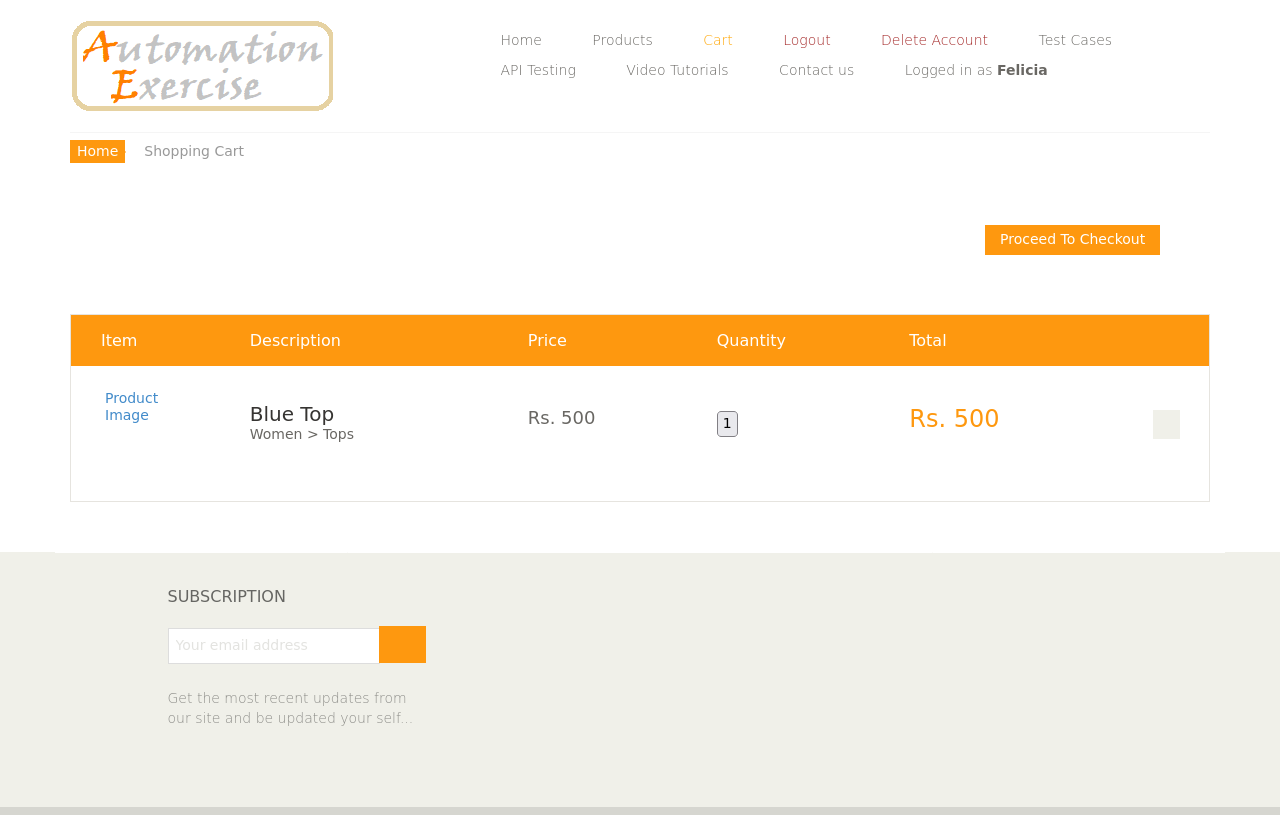 Automation
Exercise
Home Products Cart Logout Delete Account Test Cases
API Testing Video Tutorials Contact us Logged in as Felicia
Home Shopping Cart
Proceed To Checkout
Item Description Price Quantity Total
Product
Image
Blue Top
Women > Tops
Rs. 500
1
Rs. 500
SUBSCRIPTION
Your email address
Get the most recent updates from
our site and be updated your self...